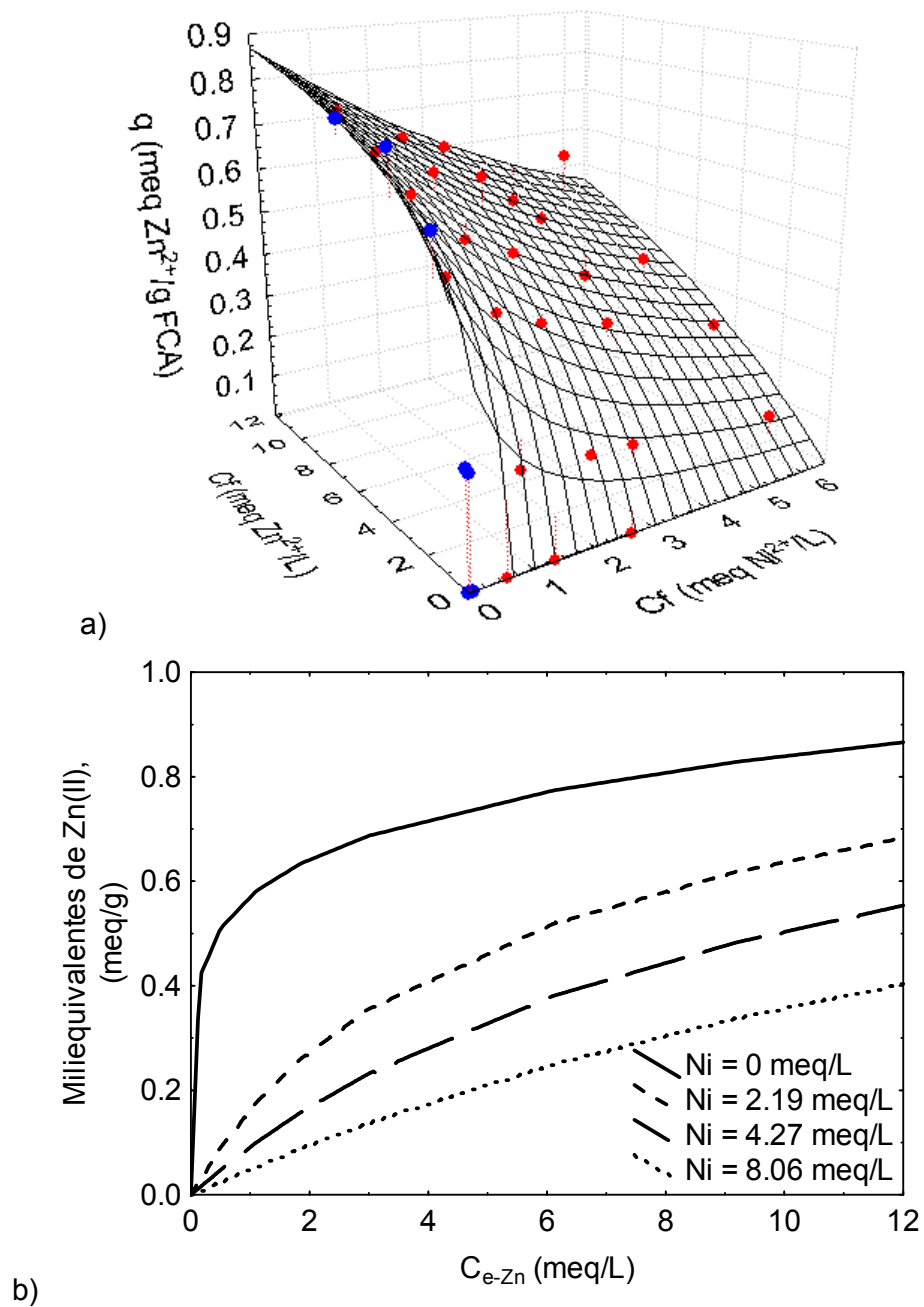 0.9
0.8
0.7
0.6
0.5
0.4
0.3
0.2
0.1
q (meq Zn²⁺/g FCA)
12
10
8
6
4
2
0
Cf (meq Zn²⁺/L)
0
1
2
3
4
5
6
Cf (meq Ni²⁺/L)
a)
1.0
0.8
0.6
0.4
0.2
0.0
Miliequivalentes de Zn(II),
(meq/g)
Ni = 0 meq/L
Ni = 2.19 meq/L
Ni = 4.27 meq/L
Ni = 8.06 meq/L
0 2 4 6 8 10 12
Cₑ₋Zn (meq/L)
b)